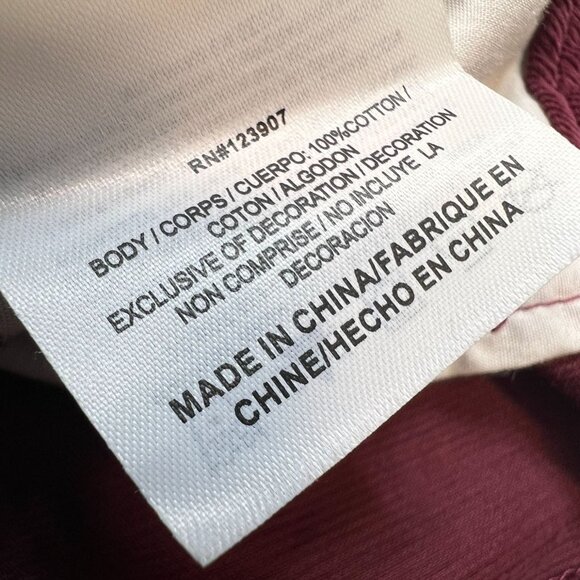 RN#123907
BODY / CORPS / CUERPO: 100%COTTON /
COTON / ALGODON
EXCLUSIVE OF DECORATION / DECORATION
NON COMPRISE / NO INCLUYE LA
DECORACION
MADE IN CHINA/FABRIQUE EN
CHINE/HECHO EN CHINA